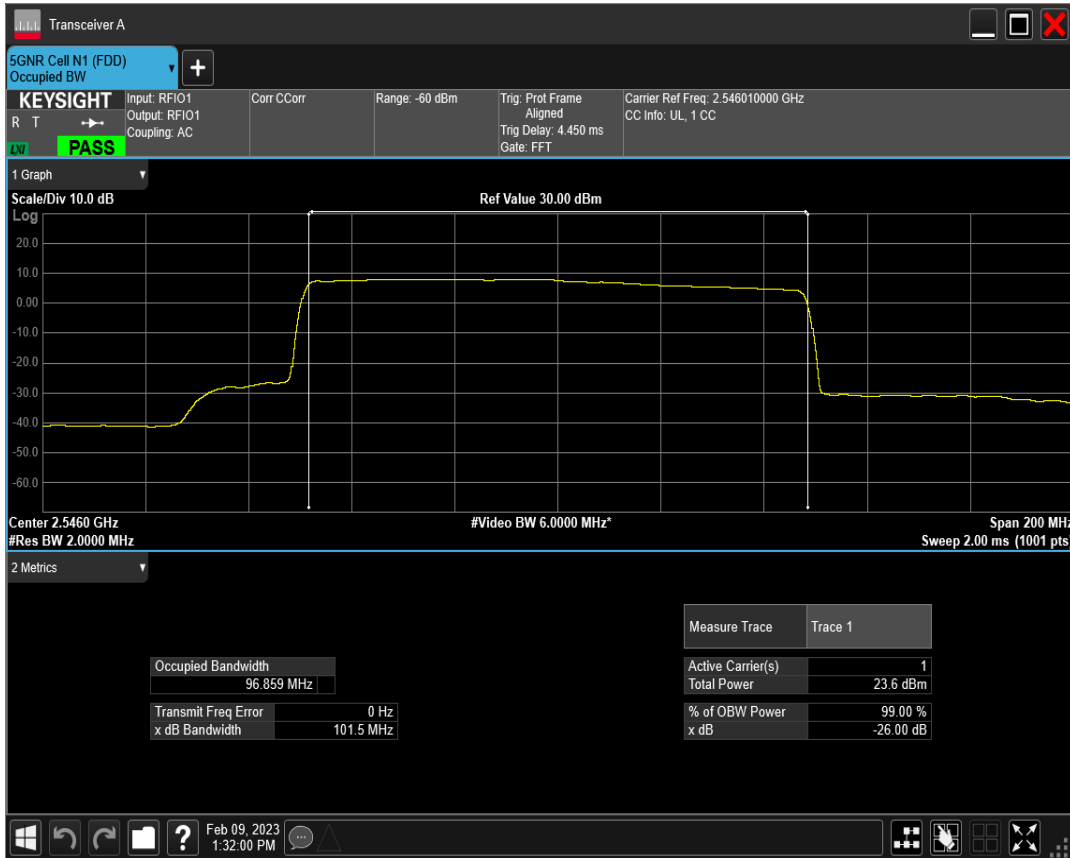 Transceiver A
5GNR Cell N1 (FDD)
Occupied BW
KEYSIGHT
R T
LXI
PASS
Input: RFIO1
Output: RFIO1
Coupling: AC
Corr CCorr
Range: -60 dBm
Trig: Prot Frame
Aligned
Trig Delay: 4.450 ms
Gate: FFT
Carrier Ref Freq: 2.546010000 GHz
CC Info: UL, 1 CC
1 Graph
Scale/Div 10.0 dB
Ref Value 30.00 dBm
Log
20.0
10.0
0.00
-10.0
-20.0
-30.0
-40.0
-50.0
-60.0
Center 2.5460 GHz
#Video BW 6.0000 MHz*
Span 200 MHz
#Res BW 2.0000 MHz
Sweep 2.00 ms (1001 pts)
2 Metrics
Measure Trace Trace 1
Occupied Bandwidth
96.859 MHz
Active Carrier(s) 1
Total Power 23.6 dBm
Transmit Freq Error 0 Hz
x dB Bandwidth 101.5 MHz
% of OBW Power 99.00 %
x dB -26.00 dB
Feb 09, 2023
1:32:00 PM